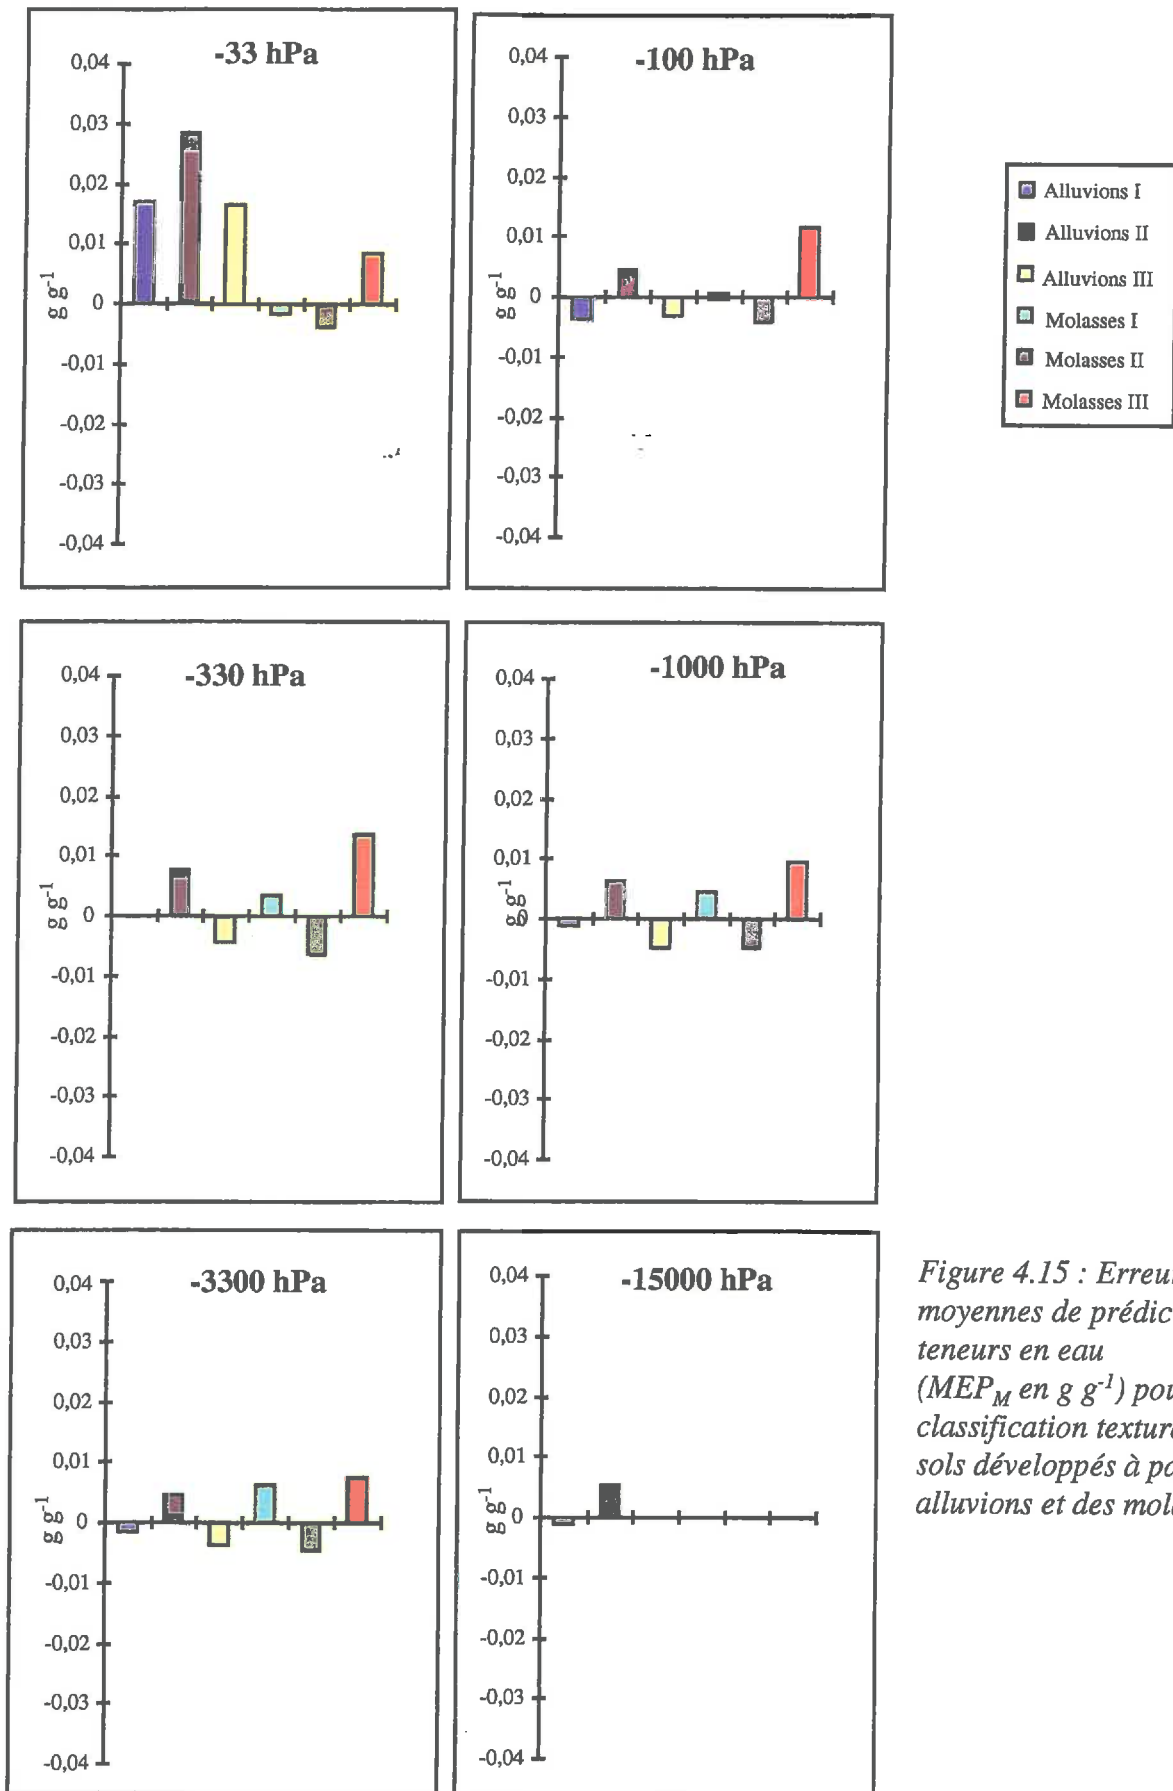 -33 hPa
0,04
0,03
0,02
0,01
0
-0,01
-0,02
-0,03
-0,04
g g-1
-100 hPa
0,04
0,03
0,02
0,01
0
-0,01
-0,02
-0,03
-0,04
g g-1
Alluvions I
Alluvions II
Alluvions III
Molasses I
Molasses II
Molasses III
-330 hPa
0,04
0,03
0,02
0,01
0
-0,01
-0,02
-0,03
-0,04
g g-1
-1000 hPa
0,04
0,03
0,02
0,01
0
-0,01
-0,02
-0,03
-0,04
g g-1
-3300 hPa
0,04
0,03
0,02
0,01
0
-0,01
-0,02
-0,03
-0,04
g g-1
-15000 hPa
0,04
0,03
0,02
0,01
0
-0,01
-0,02
-0,03
-0,04
g g-1
Figure 4.15 : Erreu
moyennes de prédic
teneurs en eau
(MEPM en g g-1) pou
classification textur
sols développés à pa
alluvions et des mol